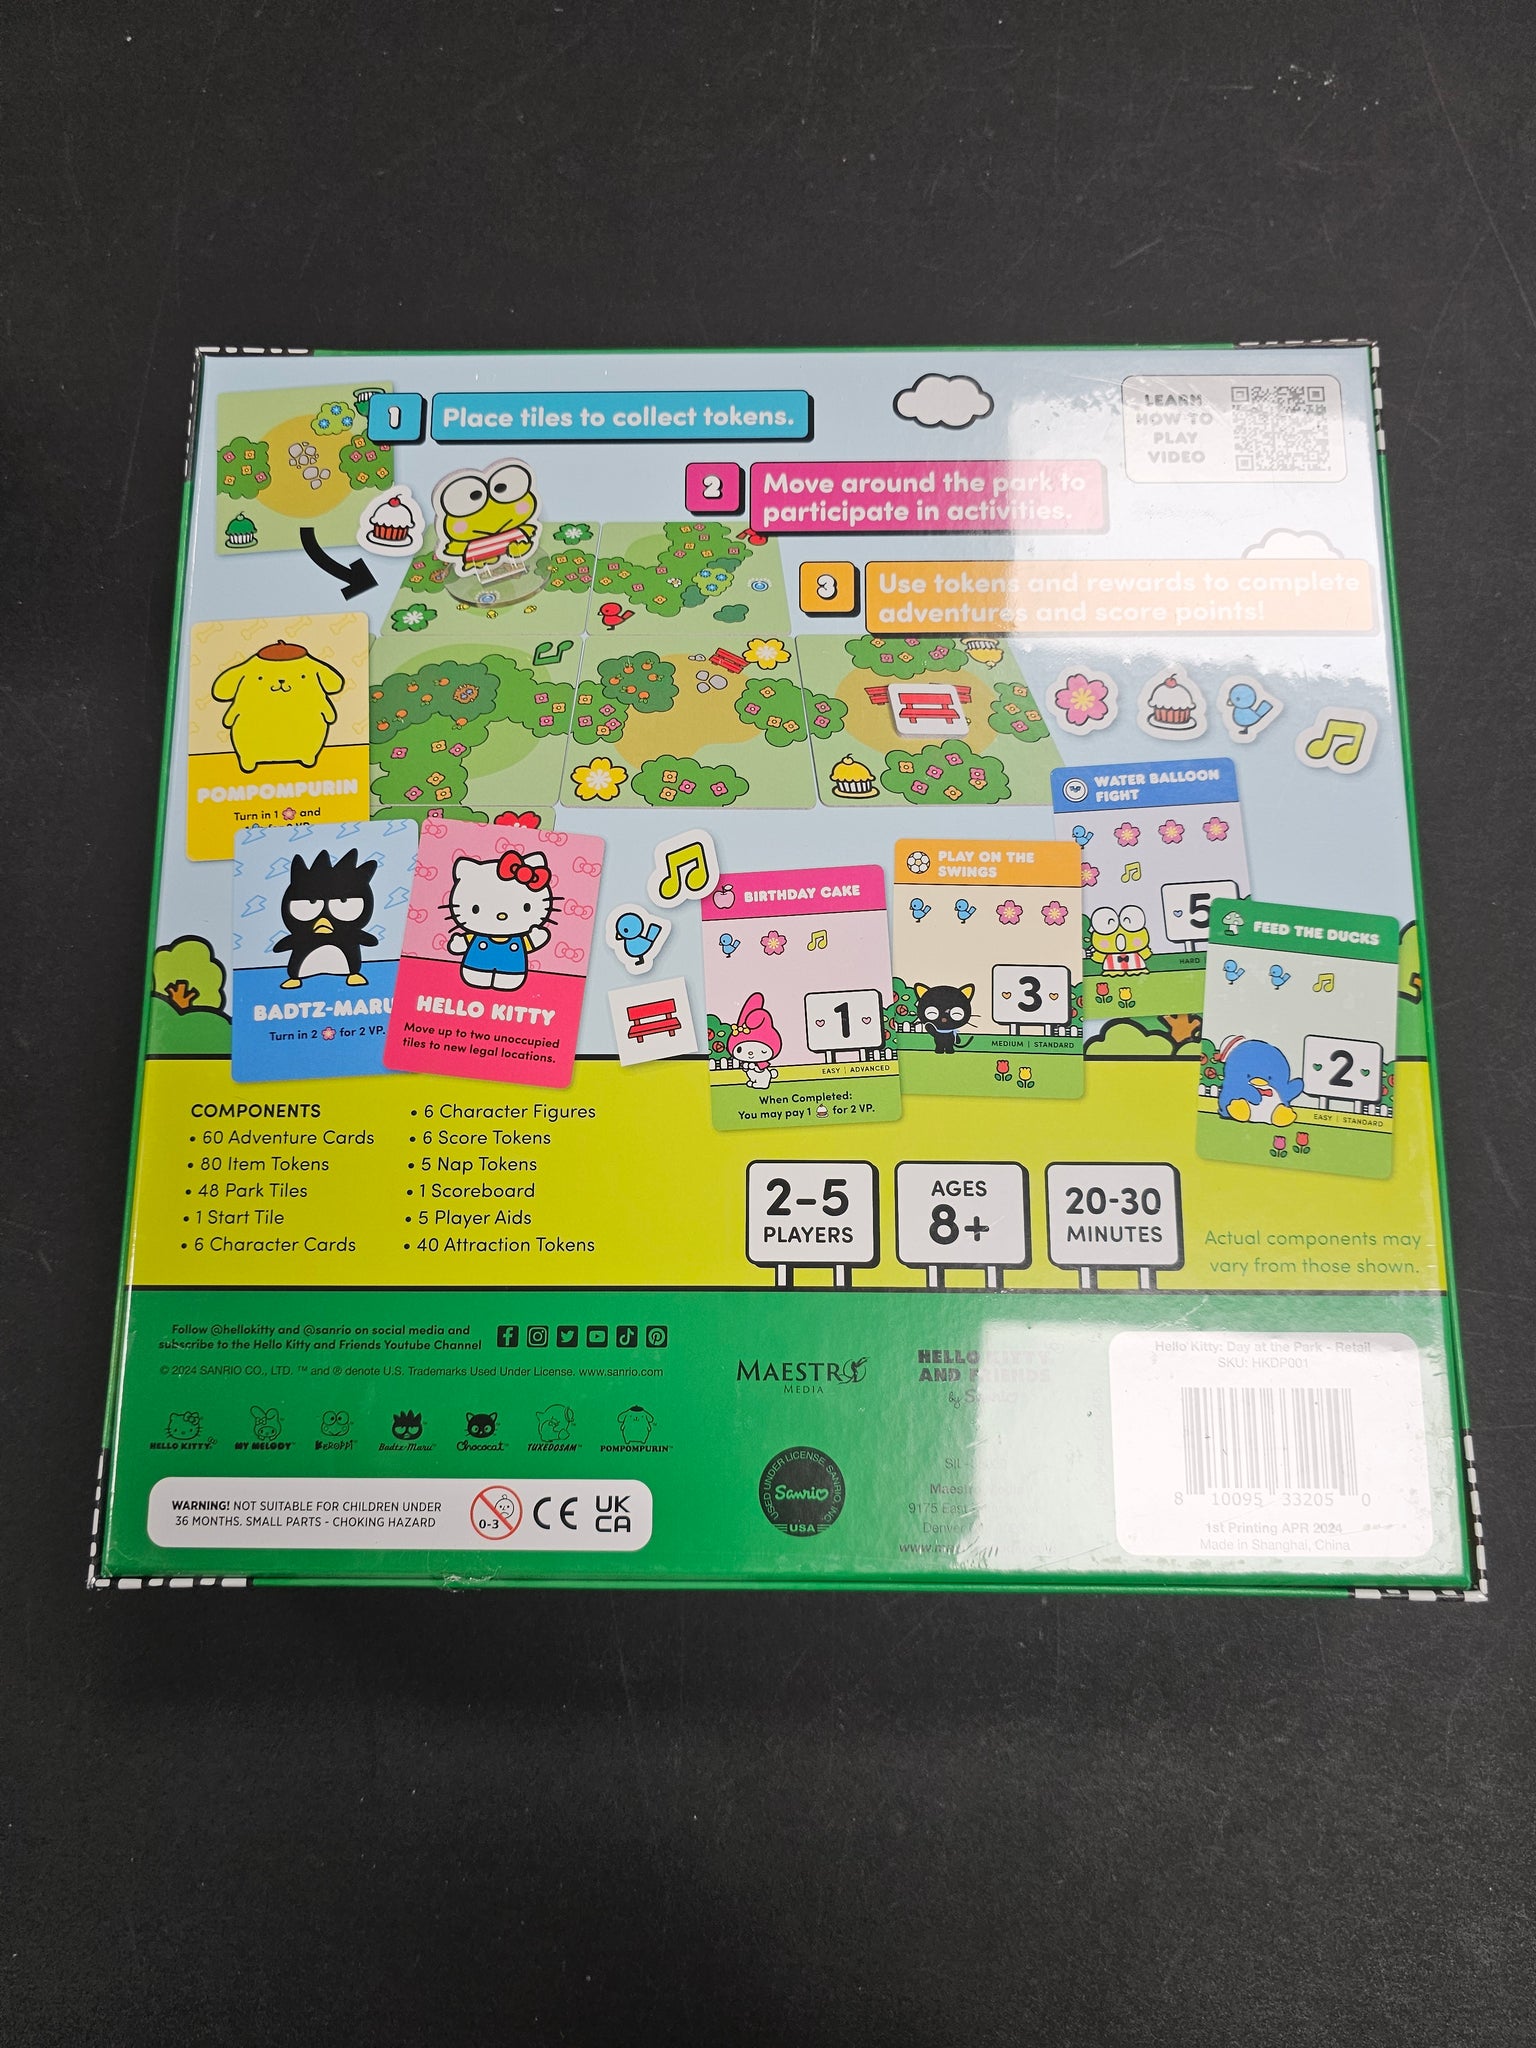 1
Place tiles to collect tokens.
LEARN
HOW TO
PLAY
VIDEO
2
Move around the park to
participate in activities.
3
Use tokens and rewards to complete
adventures and score points!
POMPOMPURIN
Turn in 1 and
BADTZ-MARU
Turn in 2 for 2 VP.
HELLO KITTY
Move up to two unoccupied
tiles to new legal locations.
BIRTHDAY CAKE
1
EASY | ADVANCED
When Completed:
You may pay 1 for 2 VP.
PLAY ON THE
SWINGS
3
MEDIUM | STANDARD
WATER BALLOON
FIGHT
5
HARD
FEED THE DUCKS
2
EASY | STANDARD
COMPONENTS
• 60 Adventure Cards
• 80 Item Tokens
• 48 Park Tiles
• 1 Start Tile
• 6 Character Cards
• 6 Character Figures
• 6 Score Tokens
• 5 Nap Tokens
• 1 Scoreboard
• 5 Player Aids
• 40 Attraction Tokens
2-5
PLAYERS
AGES
8+
20-30
MINUTES
Actual components may
vary from those shown.
Follow @hellokitty and @sanrio on social media and
subscribe to the Hello Kitty and Friends Youtube Channel
© 2024 SANRIO CO., LTD. ™ and ® denote U.S. Trademarks Used Under License. www.sanrio.com
HELLO KITTY
MY MELODY
KEROPPI
Badtz-Maru
Chococat
TUXEDOSAM
POMPOMPURIN
WARNING! NOT SUITABLE FOR CHILDREN UNDER
36 MONTHS. SMALL PARTS - CHOKING HAZARD
0-3
CE
UK
CA
MAESTRO
MEDIA
HELLO KITTY
AND FRIENDS
by Sanrio
USED UNDER LICENSE, SANRIO, INC.
Sanrio
USA
Maestro
9175 East
Denver
Hello Kitty: Day at the Park - Retail
SKU: HKDP001
8 10095 33205 0
1st Printing APR 2024
Made in Shanghai, China